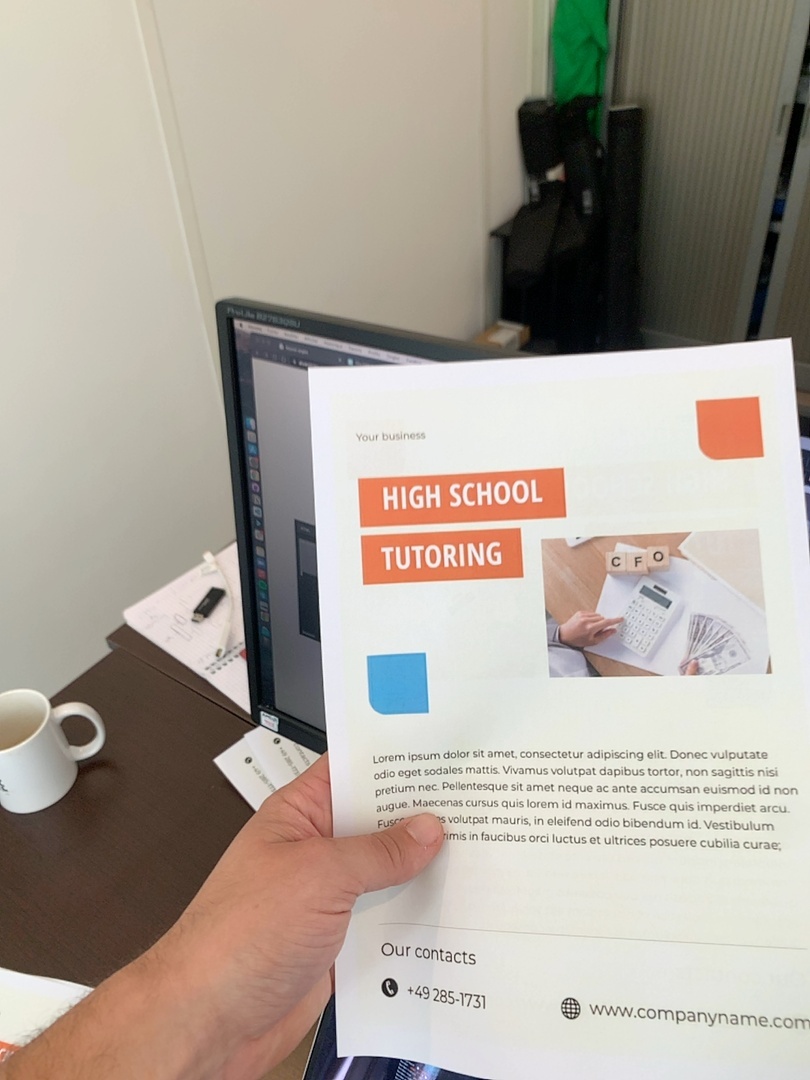 Your business
HIGH SCHOOL
TUTORING
C F O
Lorem ipsum dolor sit amet, consectetur adipiscing elit. Donec vulputate
odio eget sodales mattis. Vivamus volutpat dapibus tortor, non sagittis nisi
pretium nec. Pellentesque sit amet neque ac ante accumsan euismod id non
augue. Maecenas cursus quis lorem id maximus. Fusce quis imperdiet arcu.
volutpat mauris, in eleifend odio bibendum id. Vestibulum
in faucibus orci luctus et ultrices posuere cubilia curae;
Our contacts
+49 285-1731
www.companyname.com